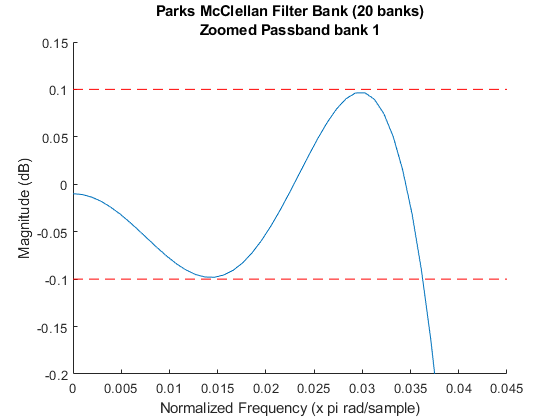 Parks McClellan Filter Bank (20 banks)
Zoomed Passband bank 1
0.15
0.1
0.05
0
-0.05
-0.1
-0.15
-0.2
Magnitude (dB)
0 0.005 0.01 0.015 0.02 0.025 0.03 0.035 0.04 0.045
Normalized Frequency (x pi rad/sample)